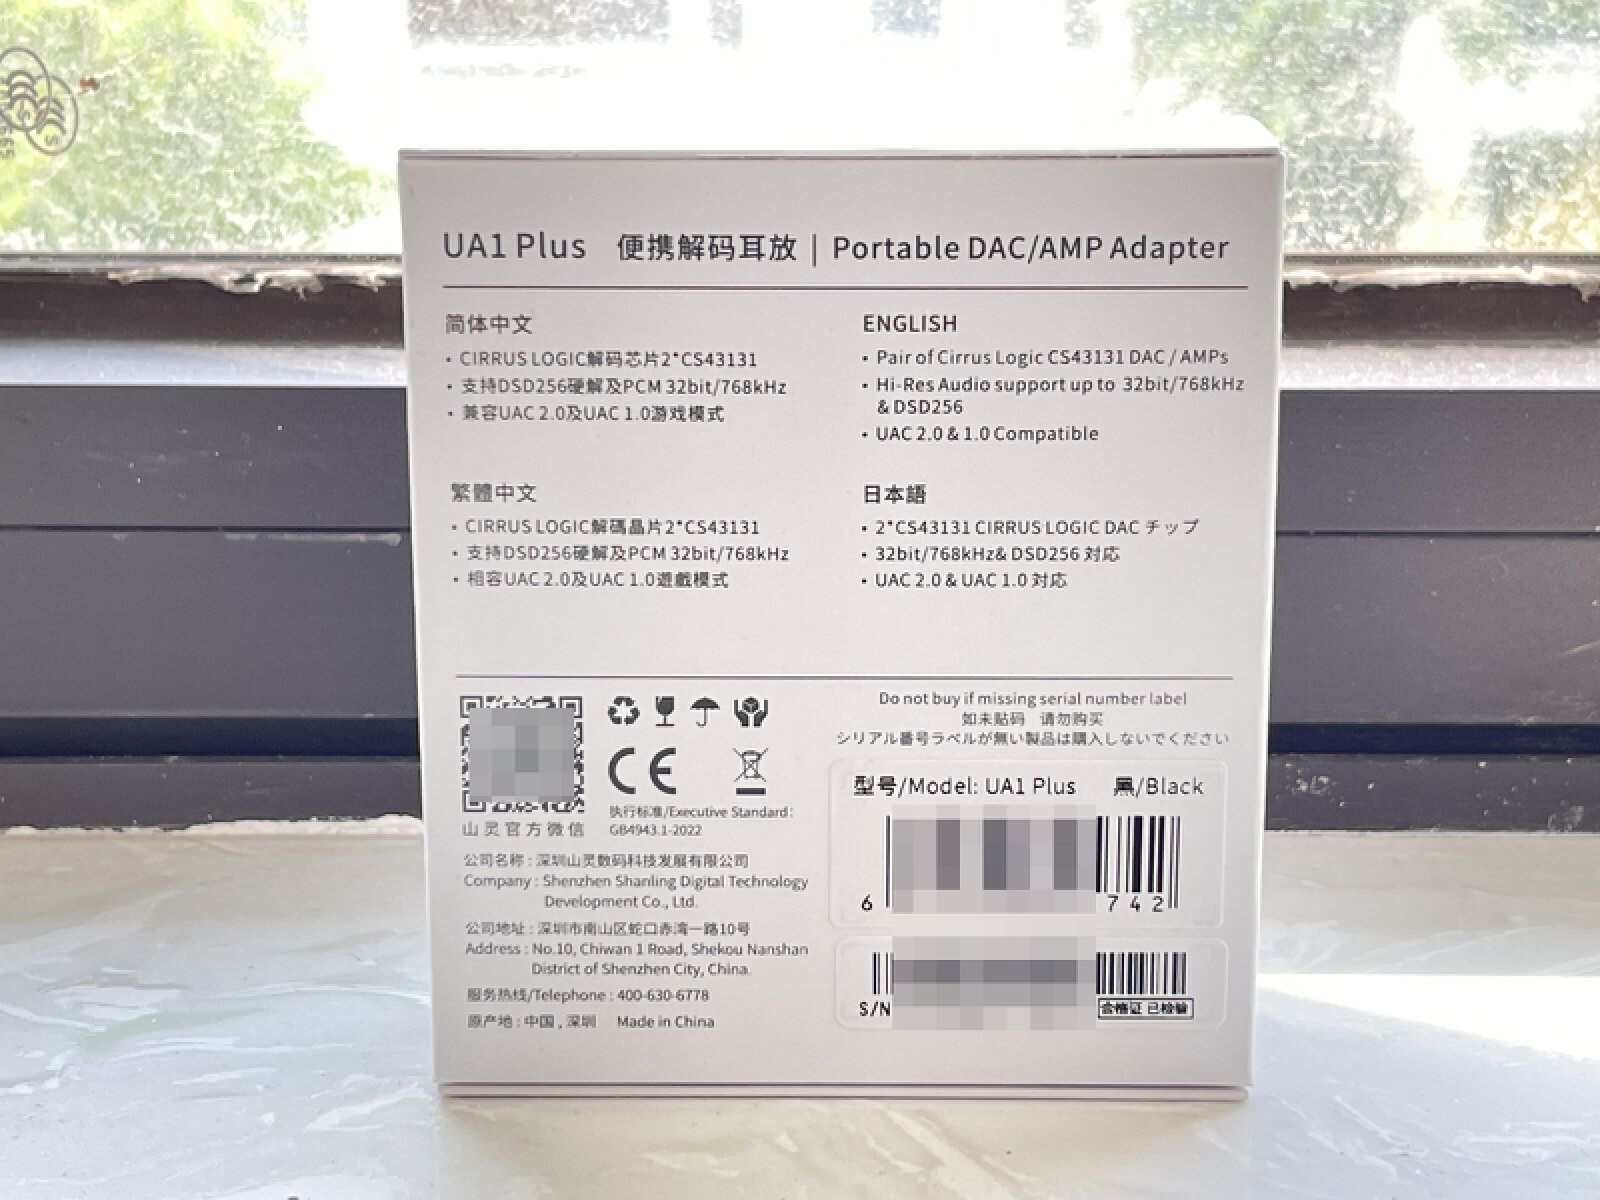 UA1 Plus 便携解码耳放 | Portable DAC/AMP Adapter
简体中文
• CIRRUS LOGIC解码芯片2*CS43131
• 支持DSD256硬解及PCM 32bit/768kHz
• 兼容UAC 2.0及UAC 1.0游戏模式
ENGLISH
• Pair of Cirrus Logic CS43131 DAC / AMPs
• Hi-Res Audio support up to 32bit/768kHz
& DSD256
• UAC 2.0 & 1.0 Compatible
繁體中文
• CIRRUS LOGIC解碼晶片2*CS43131
• 支持DSD256硬解及PCM 32bit/768kHz
• 相容UAC 2.0及UAC 1.0遊戲模式
日本語
• 2*CS43131 CIRRUS LOGIC DAC チップ
• 32bit/768kHz& DSD256 対応
• UAC 2.0 & UAC 1.0 対応
山灵官方微信
CE
执行标准/Executive Standard:
GB4943.1-2022
公司名称 : 深圳山灵数码科技发展有限公司
Company : Shenzhen Shanling Digital Technology
Development Co., Ltd.
公司地址 : 深圳市南山区蛇口赤湾一路10号
Address : No.10, Chiwan 1 Road, Shekou Nanshan
District of Shenzhen City, China.
服务热线/Telephone : 400-630-6778
原产地 : 中国 , 深圳 Made in China
Do not buy if missing serial number label
如未贴码 请勿购买
シリアル番号ラベルが無い製品は購入しないでください
型号/Model: UA1 Plus 黑/Black
6 742
S/N
合格证 已检验